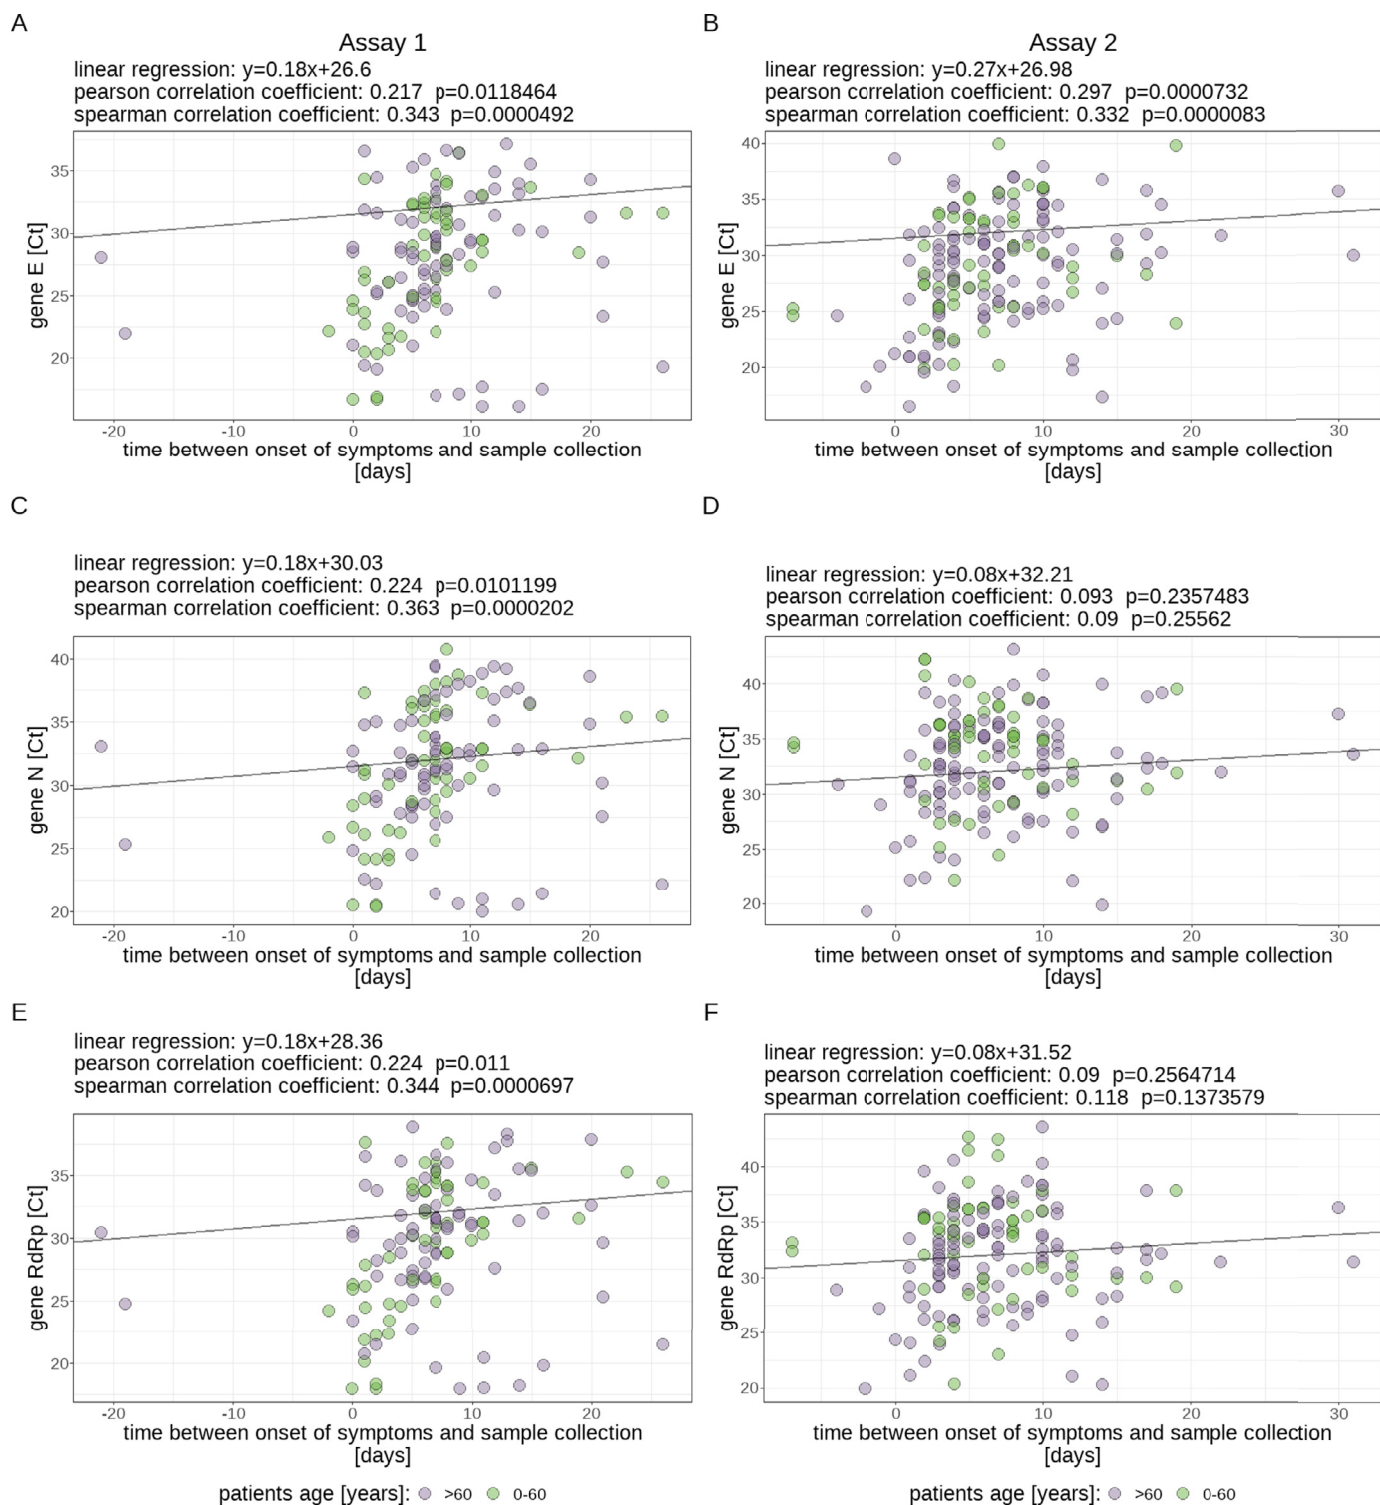 A
Assay 1
linear regression: y=0.18x+26.6
pearson correlation coefficient: 0.217 p=0.0118464
spearman correlation coefficient: 0.343 p=0.0000492
gene E [Ct]
35
30
25
20
-20 -10 0 10 20
time between onset of symptoms and sample collection
[days]
B
Assay 2
linear regression: y=0.27x+26.98
pearson correlation coefficient: 0.297 p=0.0000732
spearman correlation coefficient: 0.332 p=0.0000083
gene E [Ct]
40
35
30
25
20
0 10 20 30
time between onset of symptoms and sample collection
[days]
C
linear regression: y=0.18x+30.03
pearson correlation coefficient: 0.224 p=0.0101199
spearman correlation coefficient: 0.363 p=0.0000202
gene N [Ct]
40
35
30
25
20
-20 -10 0 10 20
time between onset of symptoms and sample collection
[days]
D
linear regression: y=0.08x+32.21
pearson correlation coefficient: 0.093 p=0.2357483
spearman correlation coefficient: 0.09 p=0.25562
gene N [Ct]
40
35
30
25
20
0 10 20 30
time between onset of symptoms and sample collection
[days]
E
linear regression: y=0.18x+28.36
pearson correlation coefficient: 0.224 p=0.011
spearman correlation coefficient: 0.344 p=0.0000697
gene RdRp [Ct]
35
30
25
20
-20 -10 0 10 20
time between onset of symptoms and sample collection
[days]
F
linear regression: y=0.08x+31.52
pearson correlation coefficient: 0.09 p=0.2564714
spearman correlation coefficient: 0.118 p=0.1373579
gene RdRp [Ct]
40
35
30
25
20
0 10 20 30
time between onset of symptoms and sample collection
[days]
patients age [years]: >60 0-60
patients age [years]: >60 0-60